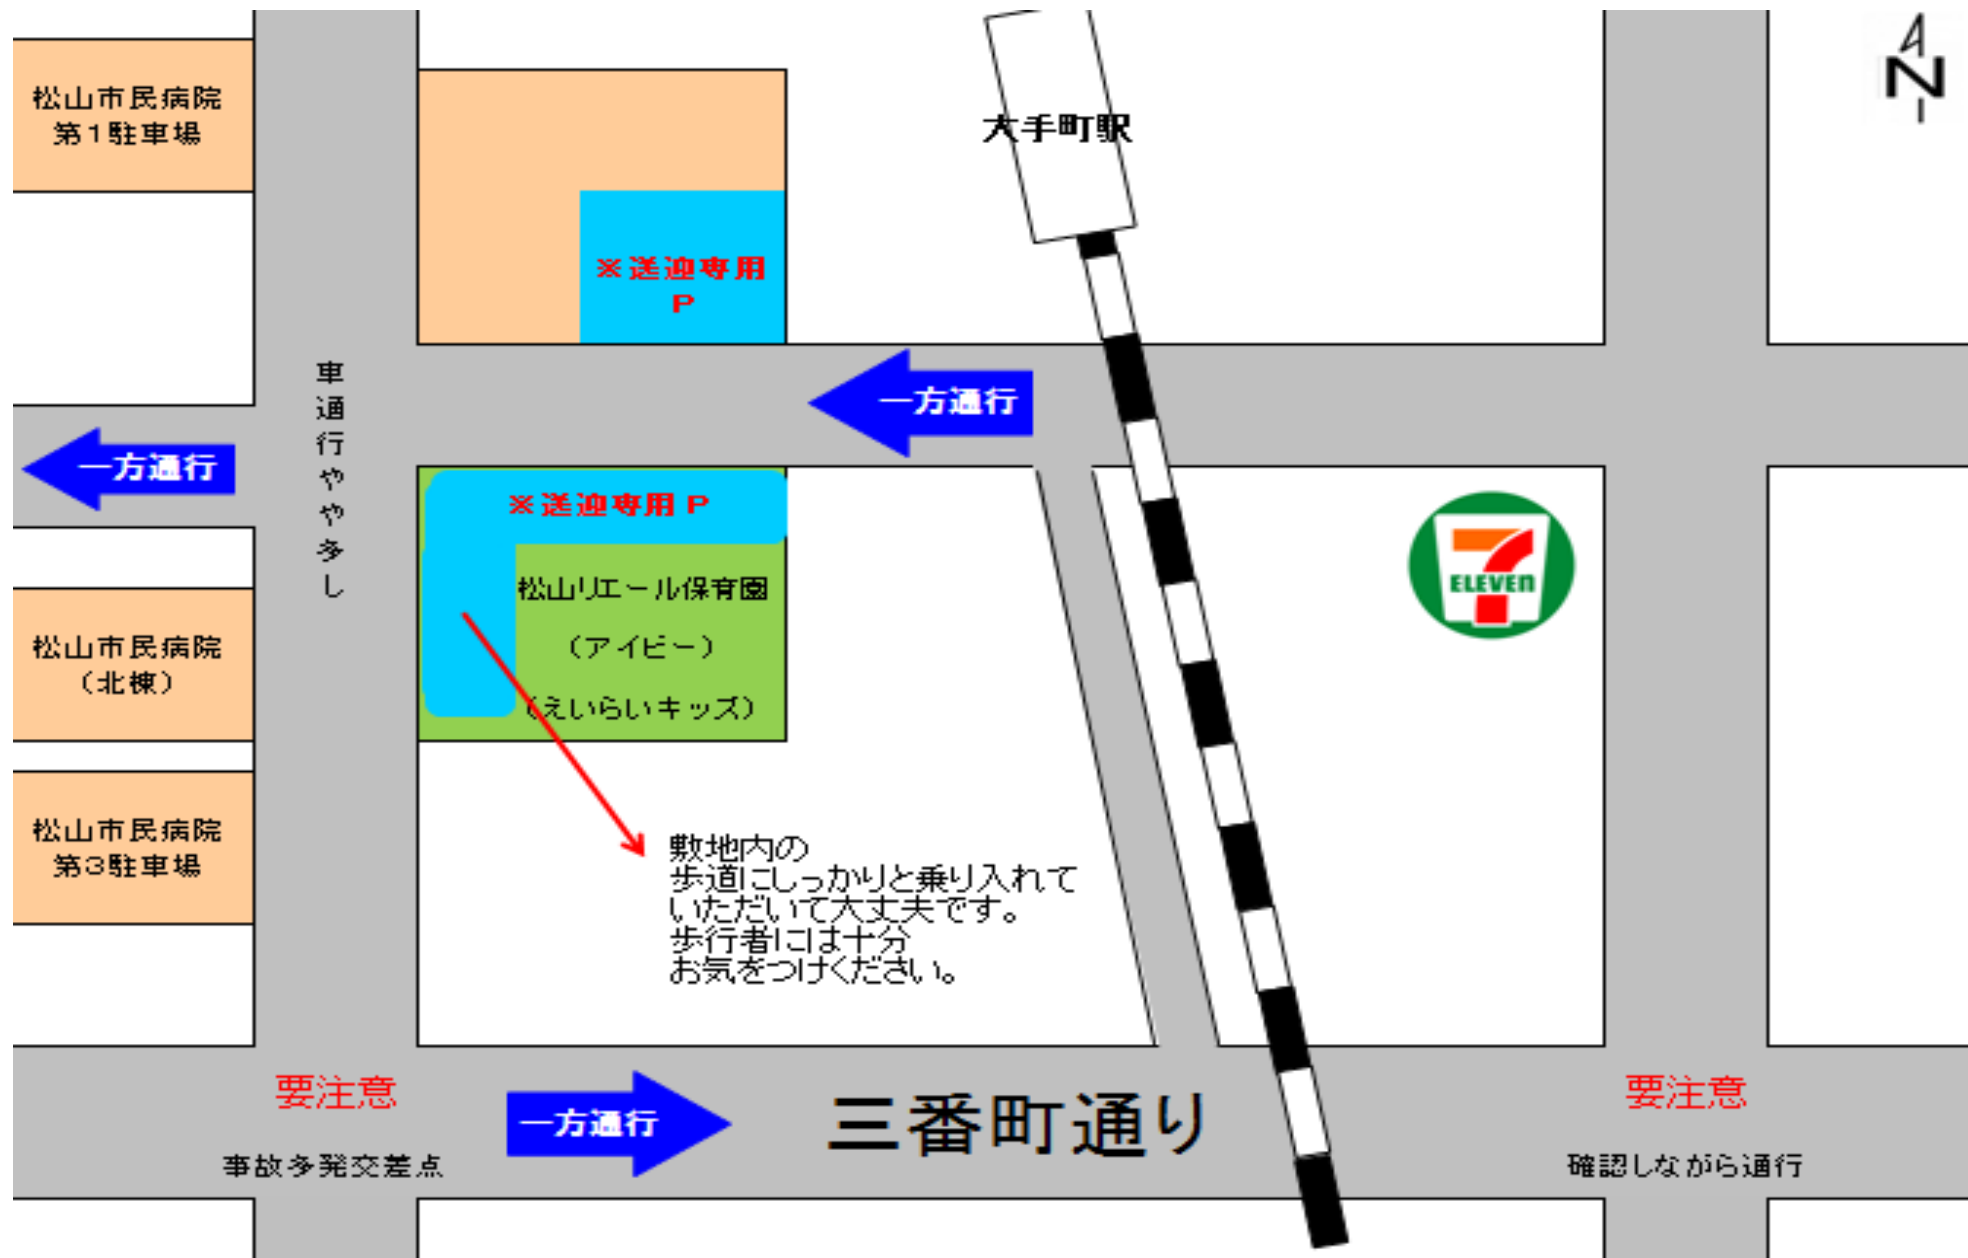 松山市民病院
第1駐車場
大手町駅
N
※送迎専用
P
車通行やや多し
一方通行
一方通行
※送迎専用P
松山リエール保育園
（アイビー）
（えいらいキッズ）
7
ELEVEn
松山市民病院
（北棟）
松山市民病院
第3駐車場
敷地内の
歩道にしっかりと乗り入れて
いただいて大丈夫です。
歩行者には十分
お気をつけください。
要注意
事故多発交差点
一方通行
三番町通り
要注意
確認しながら通行